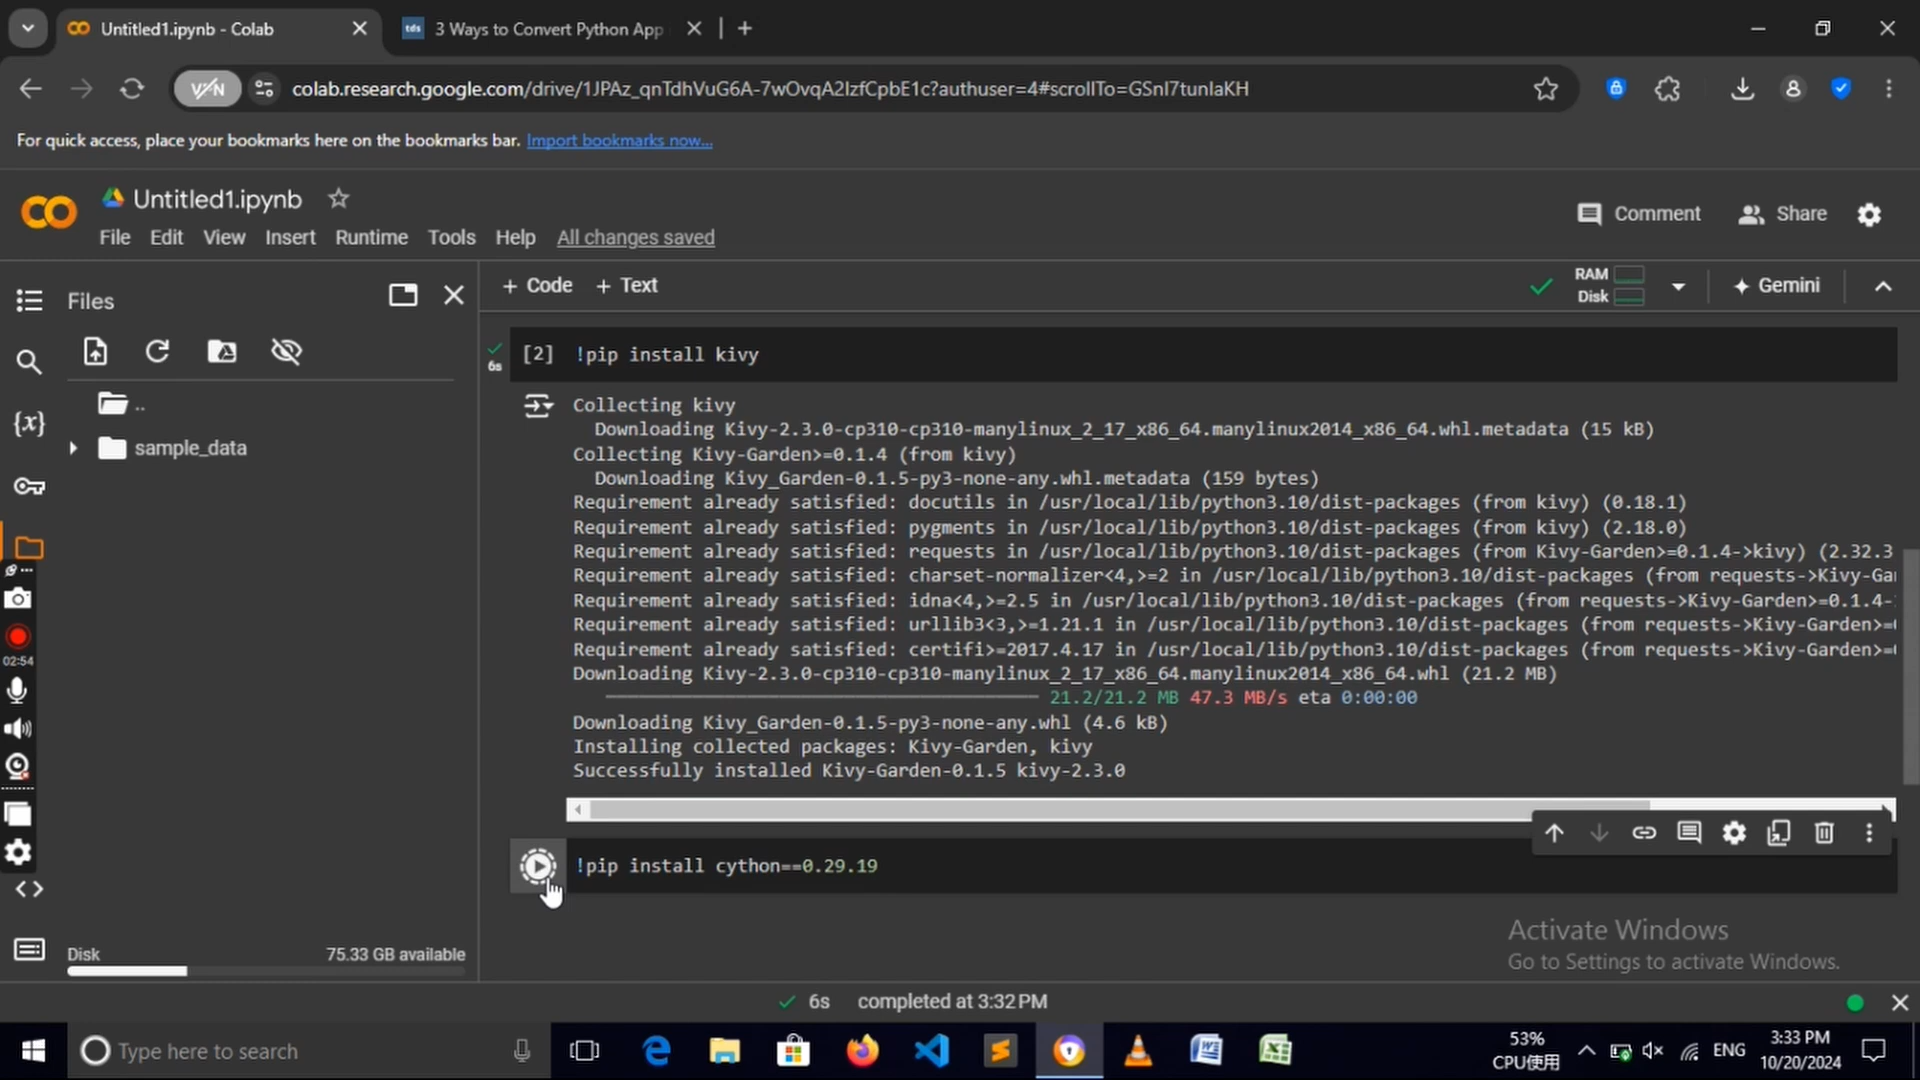 Untitled1.ipynb - Colab
tds 3 Ways to Convert Python App
VPN colab.research.google.com/drive/1JPAz_qnTdhVuG6A-7wOvqA2IzfCpbE1c?authuser=4#scrollTo=GSnI7tunIaKH
For quick access, place your bookmarks here on the bookmarks bar. Import bookmarks now...
Untitled1.ipynb
Comment Share
File Edit View Insert Runtime Tools Help All changes saved
Files
+ Code + Text
RAM
Disk
Gemini
..
sample_data
{x}
[2] !pip install kivy
6s
Collecting kivy
Downloading Kivy-2.3.0-cp310-cp310-manylinux_2_17_x86_64.manylinux2014_x86_64.whl.metadata (15 kB)
Collecting Kivy-Garden>=0.1.4 (from kivy)
Downloading Kivy_Garden-0.1.5-py3-none-any.whl.metadata (159 bytes)
Requirement already satisfied: docutils in /usr/local/lib/python3.10/dist-packages (from kivy) (0.18.1)
Requirement already satisfied: pygments in /usr/local/lib/python3.10/dist-packages (from kivy) (2.18.0)
Requirement already satisfied: requests in /usr/local/lib/python3.10/dist-packages (from Kivy-Garden>=0.1.4->kivy) (2.32.3
Requirement already satisfied: charset-normalizer<4,>=2 in /usr/local/lib/python3.10/dist-packages (from requests->Kivy-Ga
Requirement already satisfied: idna<4,>=2.5 in /usr/local/lib/python3.10/dist-packages (from requests->Kivy-Garden>=0.1.4-
Requirement already satisfied: urllib3<3,>=1.21.1 in /usr/local/lib/python3.10/dist-packages (from requests->Kivy-Garden>=
Requirement already satisfied: certifi>=2017.4.17 in /usr/local/lib/python3.10/dist-packages (from requests->Kivy-Garden>=
Downloading Kivy-2.3.0-cp310-cp310-manylinux_2_17_x86_64.manylinux2014_x86_64.whl (21.2 MB)
21.2/21.2 MB 47.3 MB/s eta 0:00:00
Downloading Kivy_Garden-0.1.5-py3-none-any.whl (4.6 kB)
Installing collected packages: Kivy-Garden, kivy
Successfully installed Kivy-Garden-0.1.5 kivy-2.3.0
02:54
!pip install cython==0.29.19
Disk 75.33 GB available
Activate Windows
Go to Settings to activate Windows.
6s completed at 3:32 PM
Type here to search
53%
CPU使用
ENG
3:33 PM
10/20/2024